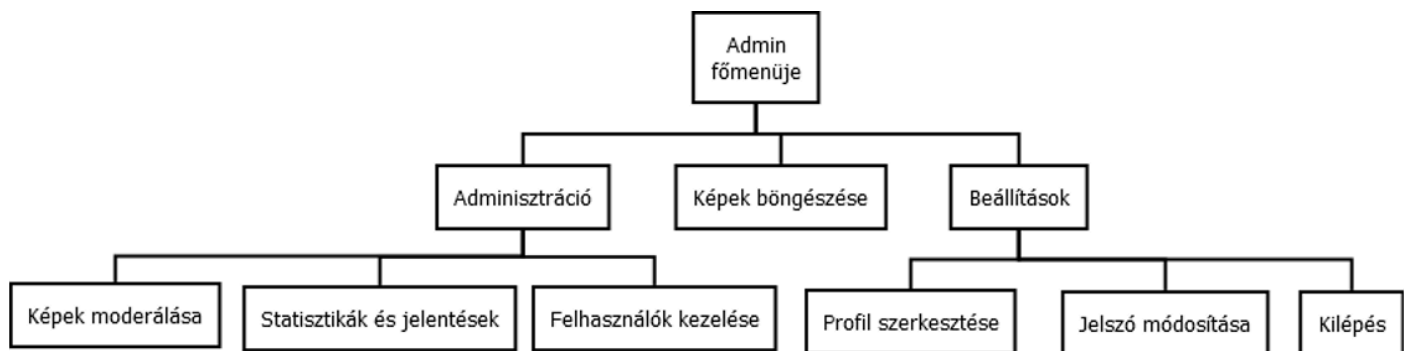 Admin
főmenüje
Adminisztráció
Képek böngészése
Beállítások
Képek moderálása
Statisztikák és jelentések
Felhasználók kezelése
Profil szerkesztése
Jelszó módosítása
Kilépés